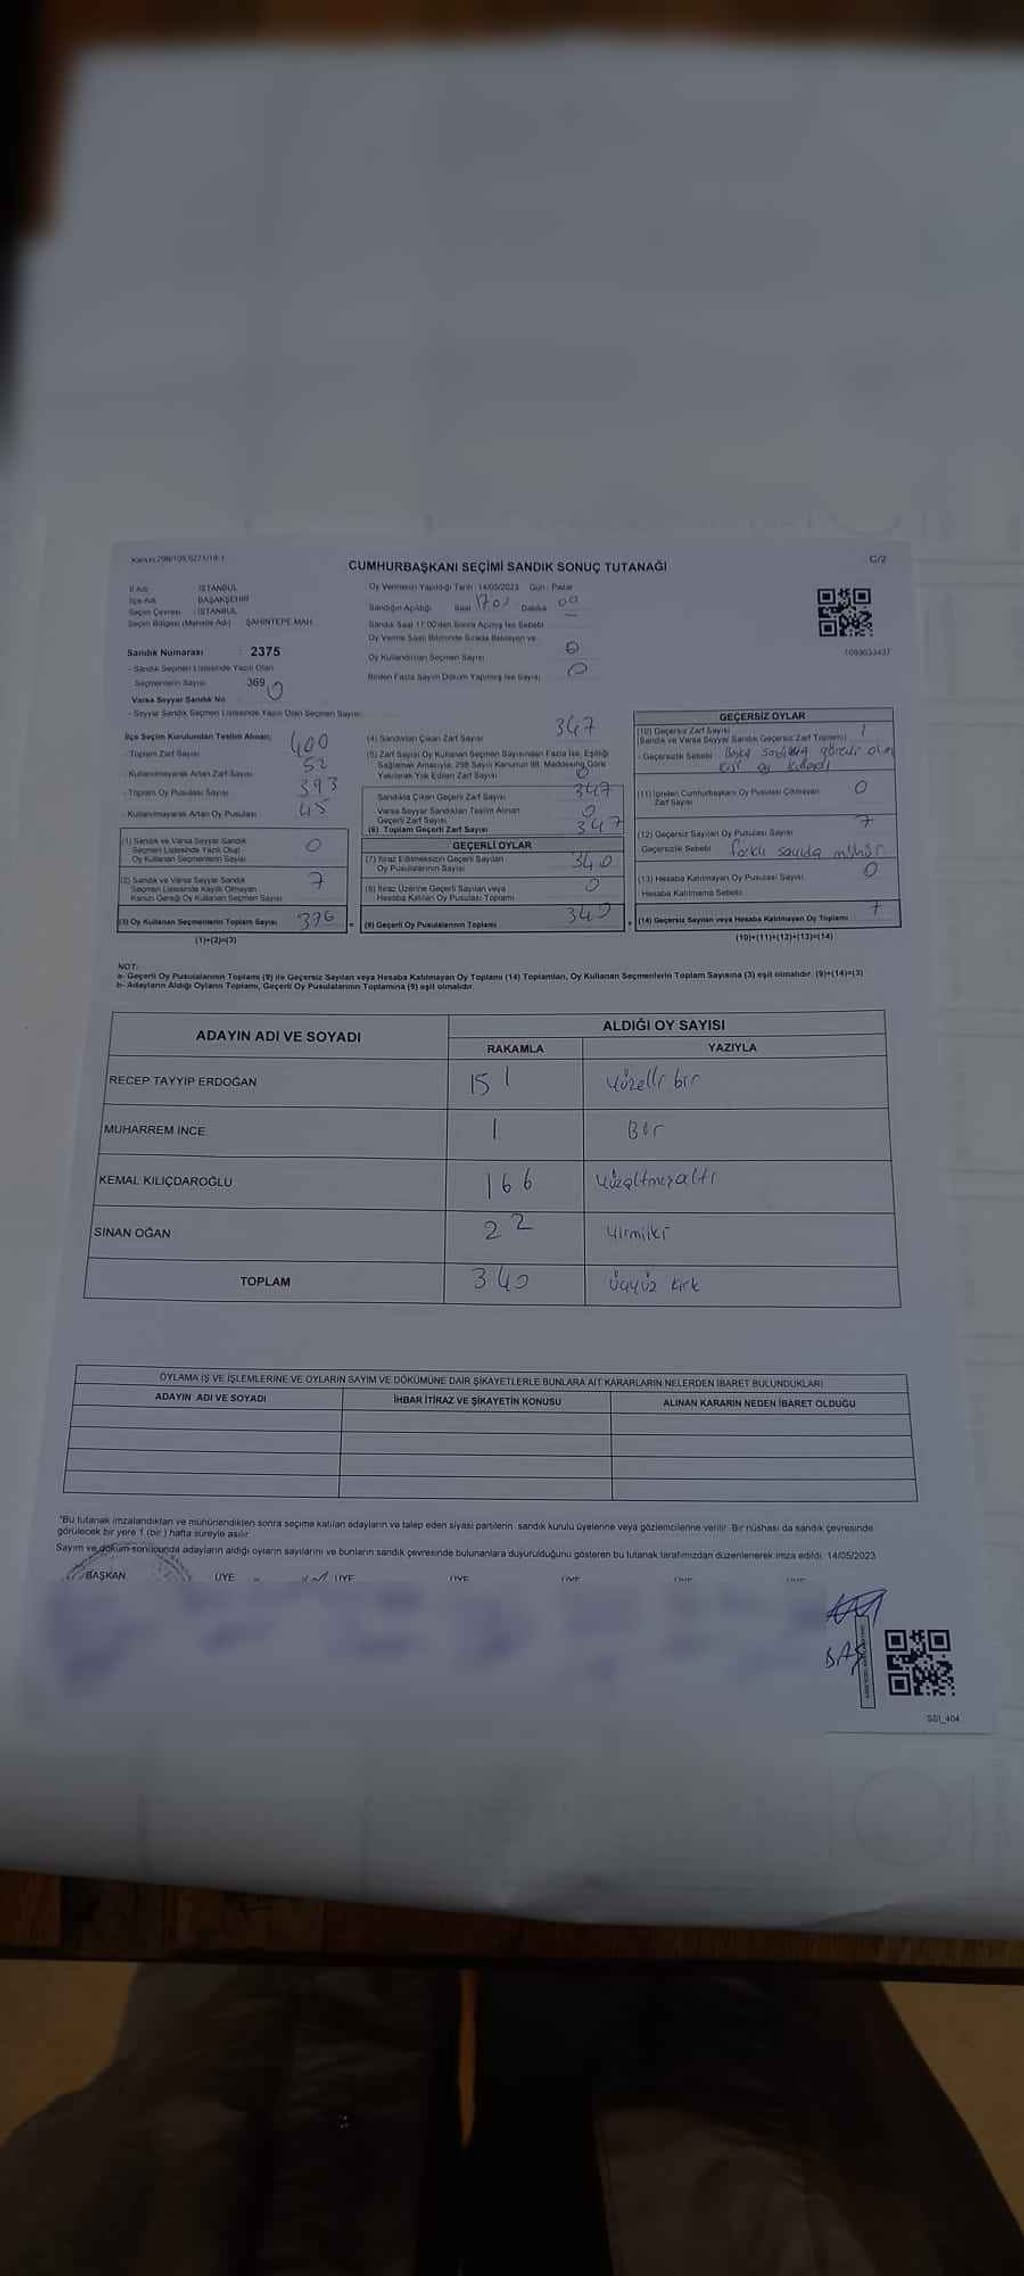 CUMHURBAŞKANI SEÇİMİ SANDIK SONUÇ TUTANAĞI
C/2
İl Adı : İSTANBUL
İlçe Adı : BAŞAKŞEHİR
Seçim Çevresi : İSTANBUL
Seçim Bölgesi (Mahalle Adı) : ŞAHİNTEPE MAH.
Sandık Numarası : 2375
- Sandık Seçmen Listesinde Yazılı Olan
Seçmenlerin Sayısı : 369
Varsa Seyyar Sandık No
- Seyyar Sandık Seçmen Listesinde Yazılı Olan Seçmen Sayısı
0
Oy Vermenin Yapıldığı Tarih : 14/05/2023 Gün : Pazar
Sandığın Açıldığı Saat 17:00 Dakika 00
Sandık Saat 17:00'den Sonra Açılmış İse Sebebi
Oy Verme Saati Bitiminde Sırada Bekleyen ve
Oy Kullandırılan Seçmen Sayısı 0
Birden Fazla Sayım Döküm Yapılmış İse Sayısı 0
1093033437
İlçe Seçim Kurulundan Teslim Alınan;
- Toplam Zarf Sayısı 400
- Kullanılmayarak Artan Zarf Sayısı 52
- Toplam Oy Pusulası Sayısı 393
- Kullanılmayarak Artan Oy Pusulası 45
(1) Sandık ve Varsa Seyyar Sandık
Seçmen Listesinde Yazılı Olup
Oy Kullanan Seçmenlerin Sayısı 0
(2) Sandık ve Varsa Seyyar Sandık
Seçmen Listesinde Kayıtlı Olmayan
Kanun Gereği Oy Kullanan Seçmen Sayısı 7
(3) Oy Kullanan Seçmenlerin Toplam Sayısı 376
(1)+(2)=(3)
(4) Sandıktan Çıkan Zarf Sayısı 347
(5) Zarf Sayısı Oy Kullanan Seçmen Sayısından Fazla İse, Eşitliği
Sağlamak Amacıyla, 298 Sayılı Kanunun 98. Maddesine Göre
Yakılarak Yok Edilen Zarf Sayısı 0
Sandıkta Çıkan Geçerli Zarf Sayısı 347
Varsa Seyyar Sandıktan Teslim Alınan
Geçerli Zarf Sayısı 0
(6) Toplam Geçerli Zarf Sayısı 347
GEÇERLİ OYLAR
(7) İtiraz Edilmeksizin Geçerli Sayılan
Oy Pusulalarının Sayısı 340
(8) İtiraz Üzerine Geçerli Sayılan veya
Hesaba Katılan Oy Pusulası Toplamı 0
(9) Geçerli Oy Pusulalarının Toplamı 340
GEÇERSİZ OYLAR
(10) Geçersiz Zarf Sayısı 1
(Sandık ve Varsa Seyyar Sandık Geçersiz Zarf Toplamı)
- Geçersizlik Sebebi Başka sandıkta görevli olan
kişi oy kullandı
(11) İçinden Cumhurbaşkanı Oy Pusulası Çıkmayan
Zarf Sayısı 0
(12) Geçersiz Sayılan Oy Pusulası Sayısı 7
Geçersizlik Sebebi farklı sayıda mühür
(13) Hesaba Katılmayan Oy Pusulası Sayısı 0
Hesaba Katılmama Sebebi
(14) Geçersiz Sayılan veya Hesaba Katılmayan Oy Toplamı 7
(10)+(11)+(12)+(13)=(14)
NOT:
a- Geçerli Oy Pusulalarının Toplamı (9) ile Geçersiz Sayılan veya Hesaba Katılmayan Oy Toplamı (14) Toplamları, Oy Kullanan Seçmenlerin Toplam Sayısına (3) eşit olmalıdır. (9)+(14)=(3)
b- Adayların Aldığı Oyların Toplamı, Geçerli Oy Pusulalarının Toplamına (9) eşit olmalıdır.
ADAYIN ADI VE SOYADI
ALDIĞI OY SAYISI
RAKAMLA
YAZIYLA
RECEP TAYYİP ERDOĞAN 151 Yüzelli bir
MUHARREM İNCE 1 Bir
KEMAL KILIÇDAROĞLU 166 Yüzaltmışaltı
SİNAN OĞAN 22 Yirmiiki
TOPLAM 340 üçyüz kırk
OYLAMA İŞ VE İŞLEMLERİNE VE OYLARIN SAYIM VE DÖKÜMÜNE DAİR ŞİKAYETLERLE BUNLARA AİT KARARLARIN NELERDEN İBARET BULUNDUKLARI
ADAYIN ADI VE SOYADI
İHBAR İTİRAZ VE ŞİKAYETİN KONUSU
ALINAN KARARIN NEDEN İBARET OLDUĞU
*Bu tutanak imzalandıktan ve mühürlendikten sonra seçime katılan adayların ve talep eden siyasi partilerin sandık kurulu üyelerine veya gözlemcilerine verilir. Bir nüshası da sandık çevresinde
görülecek bir yere 1 (bir) hafta süreyle asılır.
Sayım ve döküm sonucunda adayların aldığı oyların sayılarını ve bunların sandık çevresinde bulunanlara duyurulduğunu gösteren bu tutanak tarafımızdan düzenlenerek imza edildi. 14/05/2023
BAŞKAN ÜYE ÜYE ÜYE ÜYE ÜYE
SSI_404